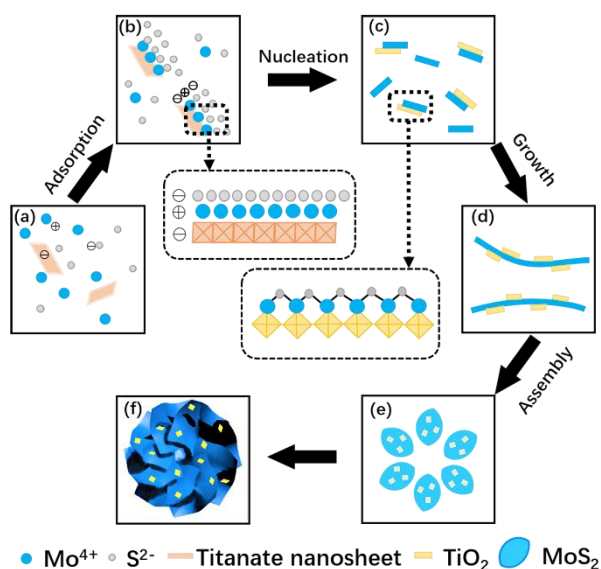 (b)
Nucleation
(c)
Adsorption
Growth
(a)
(d)
Assembly
(f)
(e)
Mo⁴⁺ S²⁻ Titanate nanosheet TiO₂ MoS₂